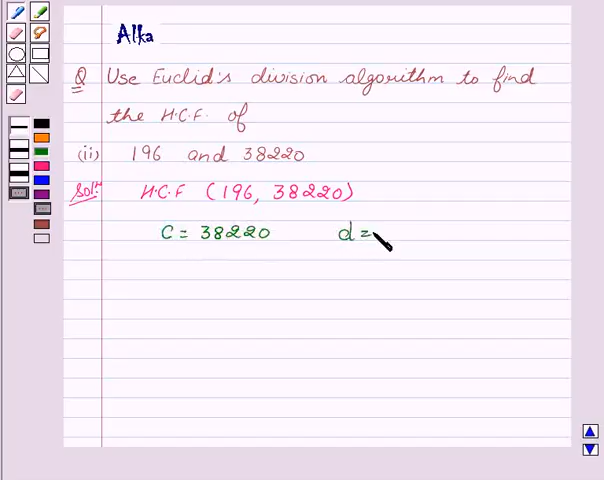 Alka
Q Use Euclid's division algorithm to find
the H.C.F. of
(ii) 196 and 38220
Sol^n. H.C.F (196, 38220)
C = 38220 d =